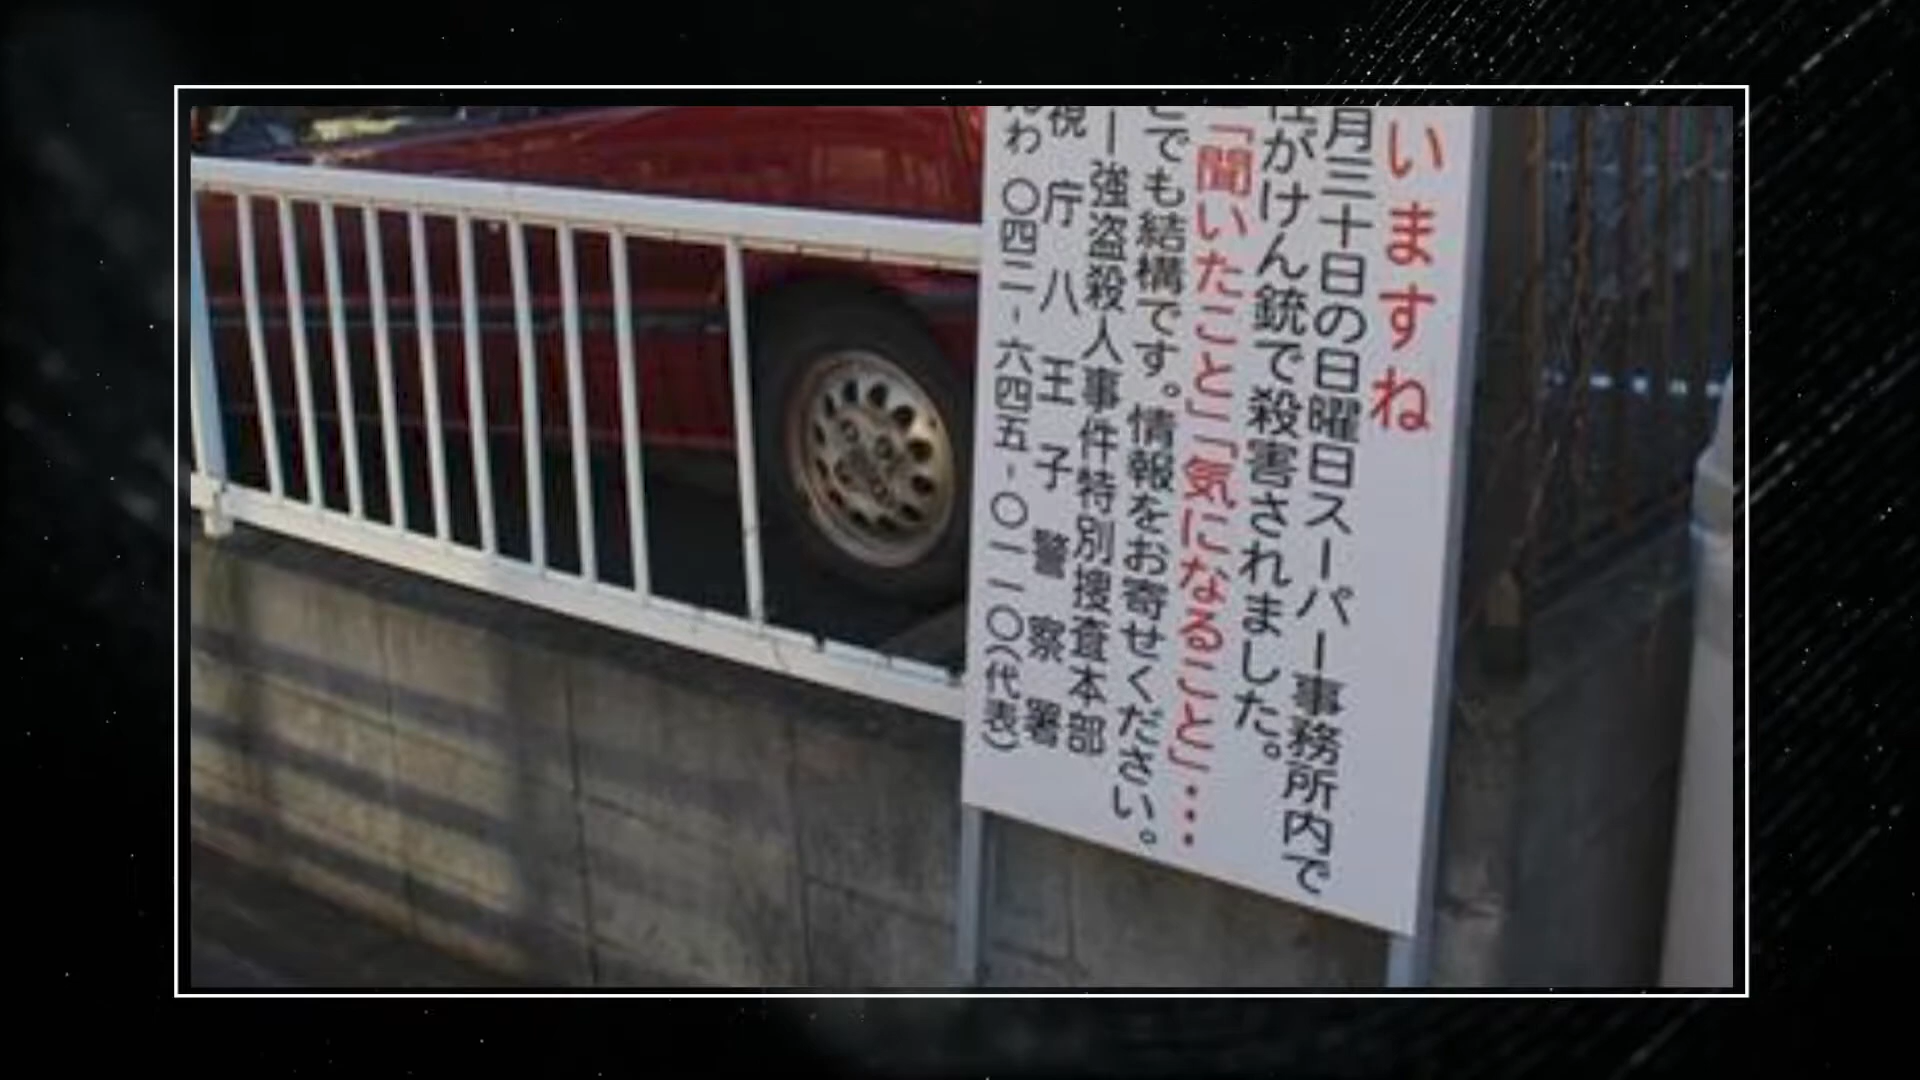 いますね
月三十日の日曜日スーパー事務所内で
がけん銃で殺害されました。
「聞いたこと」「気になること」・・・
とでも結構です。情報をお寄せください。
ー強盗殺人事件特別捜査本部
視庁八王子警察署
わ 〇四二-六四五-〇一一〇(代表)